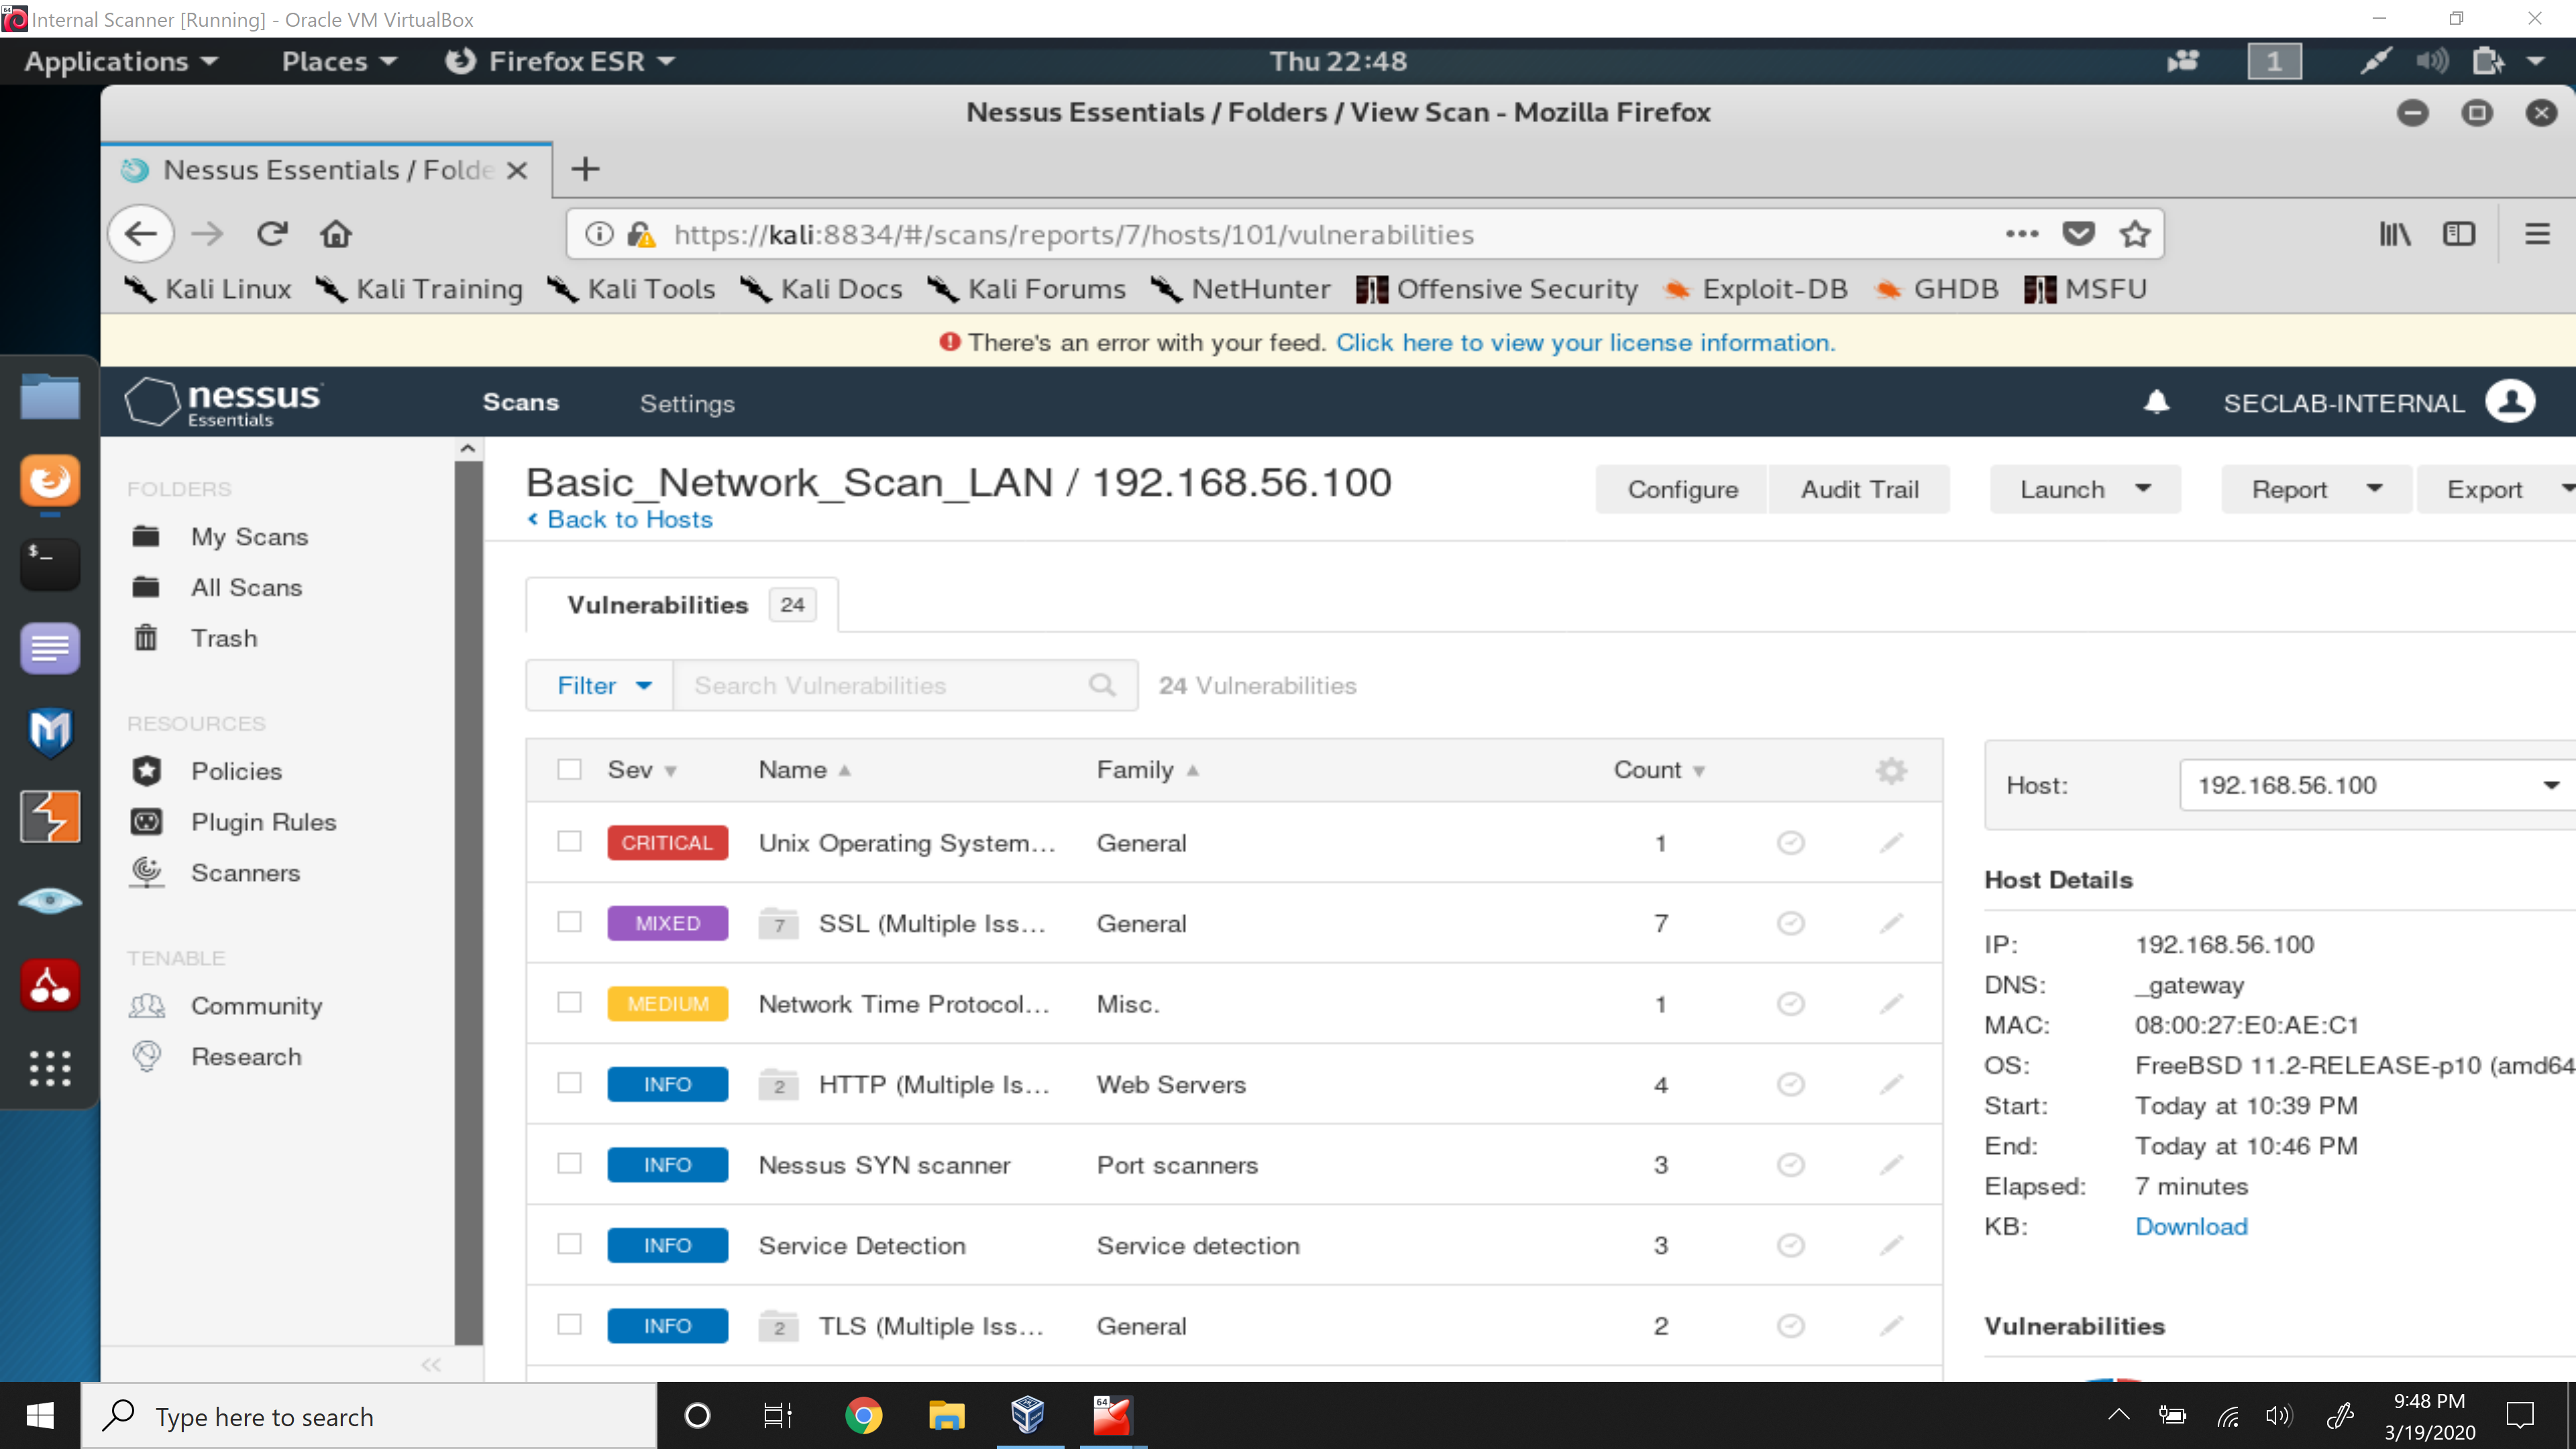 Internal Scanner [Running] - Oracle VM VirtualBox
Applications Places Firefox ESR Thu 22:48 1
Nessus Essentials / Folders / View Scan - Mozilla Firefox
Nessus Essentials / Folde
https://kali:8834/#/scans/reports/7/hosts/101/vulnerabilities
Kali Linux Kali Training Kali Tools Kali Docs Kali Forums NetHunter Offensive Security Exploit-DB GHDB MSFU
There's an error with your feed. Click here to view your license information.
nessus Essentials Scans Settings SECLAB-INTERNAL
FOLDERS
My Scans
All Scans
Trash
RESOURCES
Policies
Plugin Rules
Scanners
TENABLE
Community
Research
Basic_Network_Scan_LAN / 192.168.56.100
Back to Hosts
Configure Audit Trail Launch Report Export
Vulnerabilities 24
Filter Search Vulnerabilities 24 Vulnerabilities
Sev Name Family Count
CRITICAL Unix Operating System... General 1
MIXED 7 SSL (Multiple Iss... General 7
MEDIUM Network Time Protocol... Misc. 1
INFO 2 HTTP (Multiple Is... Web Servers 4
INFO Nessus SYN scanner Port scanners 3
INFO Service Detection Service detection 3
INFO 2 TLS (Multiple Iss... General 2
Host: 192.168.56.100
Host Details
IP: 192.168.56.100
DNS: _gateway
MAC: 08:00:27:E0:AE:C1
OS: FreeBSD 11.2-RELEASE-p10 (amd64
Start: Today at 10:39 PM
End: Today at 10:46 PM
Elapsed: 7 minutes
KB: Download
Vulnerabilities
Type here to search
64
9:48 PM
3/19/2020